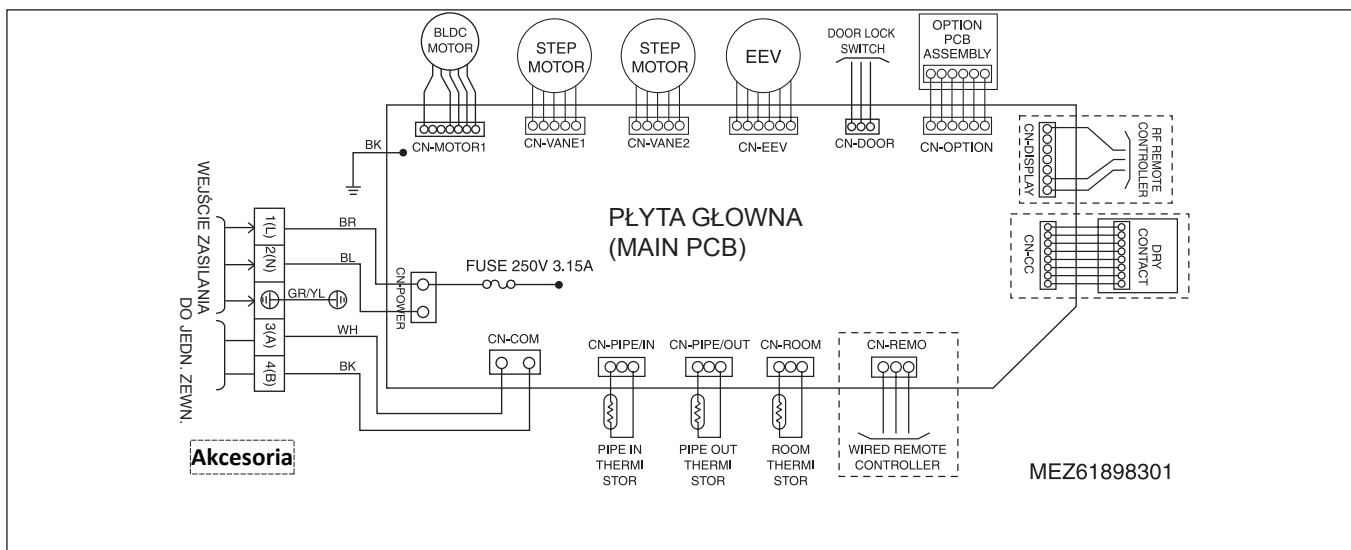 BLDC
MOTOR
STEP
MOTOR
STEP
MOTOR
EEV
DOOR LOCK
SWITCH
OPTION
PCB
ASSEMBLY
CN-MOTOR1
CN-VANE1
CN-VANE2
CN-EEV
CN-DOOR
CN-OPTION
CN-DISPLAY
RF REMOTE
CONTROLLER
BK
WEJŚCIE ZASILANIA
DO JEDN. ZEWN.
1(L)
2(N)
3(A)
4(B)
BR
BL
GR/YL
WH
BK
CN-POWER
FUSE 250V 3.15A
PŁYTA GŁOWNA
(MAIN PCB)
CN-CC
DRY
CONTACT
CN-COM
CN-PIPE/IN
CN-PIPE/OUT
CN-ROOM
CN-REMO
PIPE IN
THERMI
STOR
PIPE OUT
THERMI
STOR
ROOM
THERMI
STOR
WIRED REMOTE
CONTROLLER
Akcesoria
MEZ61898301